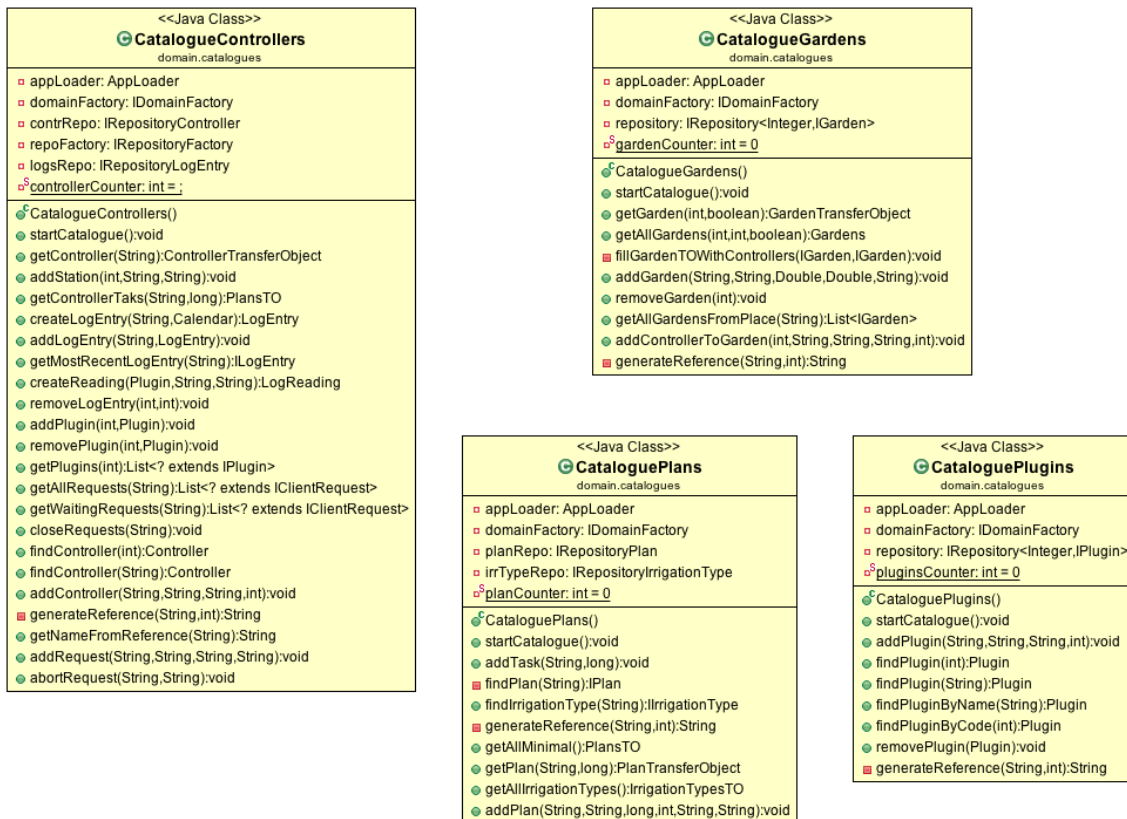 <<Java Class>>
CatalogueControllers
domain.catalogues
appLoader: AppLoader
domainFactory: IDomainFactory
contrRepo: IRepositoryController
repoFactory: IRepositoryFactory
logsRepo: IRepositoryLogEntry
controllerCounter: int = ;
CatalogueControllers()
startCatalogue():void
getController(String):ControllerTransferObject
addStation(int,String,String):void
getControllerTaks(String,long):PlansTO
createLogEntry(String,Calendar):LogEntry
addLogEntry(String,LogEntry):void
getMostRecentLogEntry(String):ILogEntry
createReading(Plugin,String,String):LogReading
removeLogEntry(int,int):void
addPlugin(int,Plugin):void
removePlugin(int,Plugin):void
getPlugins(int):List<? extends IPlugin>
getAllRequests(String):List<? extends IClientRequest>
getWaitingRequests(String):List<? extends IClientRequest>
closeRequests(String):void
findController(int):Controller
findController(String):Controller
addController(String,String,String,int):void
generateReference(String,int):String
getNameFromReference(String):String
addRequest(String,String,String,String):void
abortRequest(String,String):void
<<Java Class>>
CatalogueGardens
domain.catalogues
appLoader: AppLoader
domainFactory: IDomainFactory
repository: IRepository<Integer,IGarden>
gardenCounter: int = 0
CatalogueGardens()
startCatalogue():void
getGarden(int,boolean):GardenTransferObject
getAllGardens(int,int,boolean):Gardens
fillGardenTOWithControllers(IGarden,IGarden):void
addGarden(String,String,Double,Double,String):void
removeGarden(int):void
getAllGardensFromPlace(String):List<IGarden>
addControllerToGarden(int,String,String,String,int):void
generateReference(String,int):String
<<Java Class>>
CataloguePlans
domain.catalogues
appLoader: AppLoader
domainFactory: IDomainFactory
planRepo: IRepositoryPlan
irrTypeRepo: IRepositoryIrrigationType
planCounter: int = 0
CataloguePlans()
startCatalogue():void
addTask(String,long):void
findPlan(String):IPlan
findIrrigationType(String):IIrrigationType
generateReference(String,int):String
getAllMinimal():PlansTO
getPlan(String,long):PlanTransferObject
getAllIrrigationTypes():IrrigationTypesTO
addPlan(String,String,long,int,String,String):void
<<Java Class>>
CataloguePlugins
domain.catalogues
appLoader: AppLoader
domainFactory: IDomainFactory
repository: IRepository<Integer,IPlugin>
pluginsCounter: int = 0
CataloguePlugins()
startCatalogue():void
addPlugin(String,String,String,int):void
findPlugin(int):Plugin
findPlugin(String):Plugin
findPluginByName(String):Plugin
findPluginByCode(int):Plugin
removePlugin(Plugin):void
generateReference(String,int):String